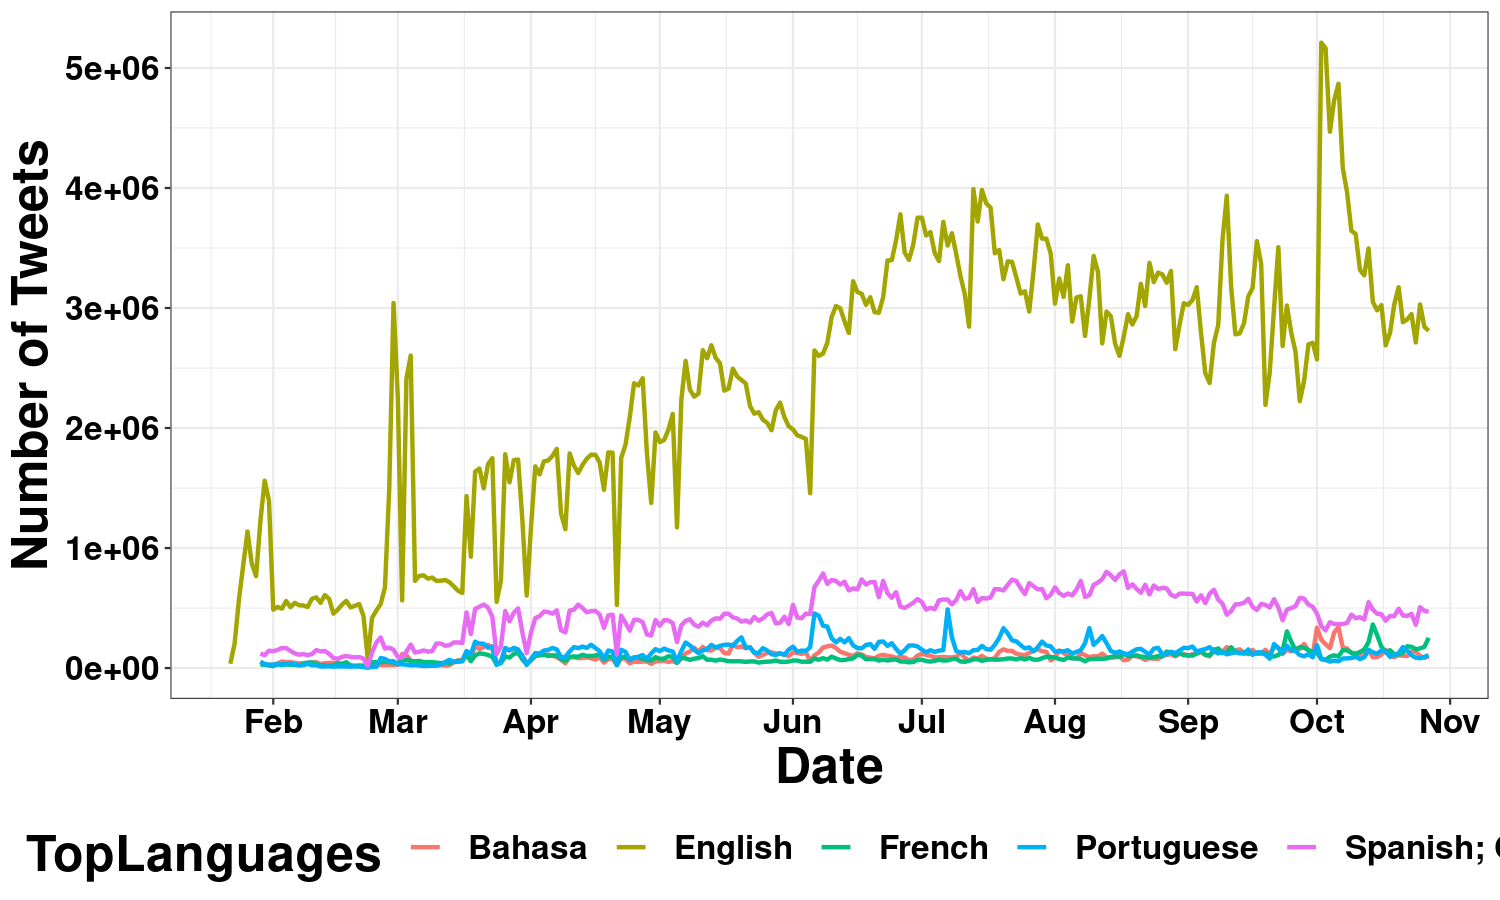 Number of Tweets
5e+06
4e+06
3e+06
2e+06
1e+06
0e+00
Feb Mar Apr May Jun Jul Aug Sep Oct Nov
Date
TopLanguages Bahasa English French Portuguese Spanish;